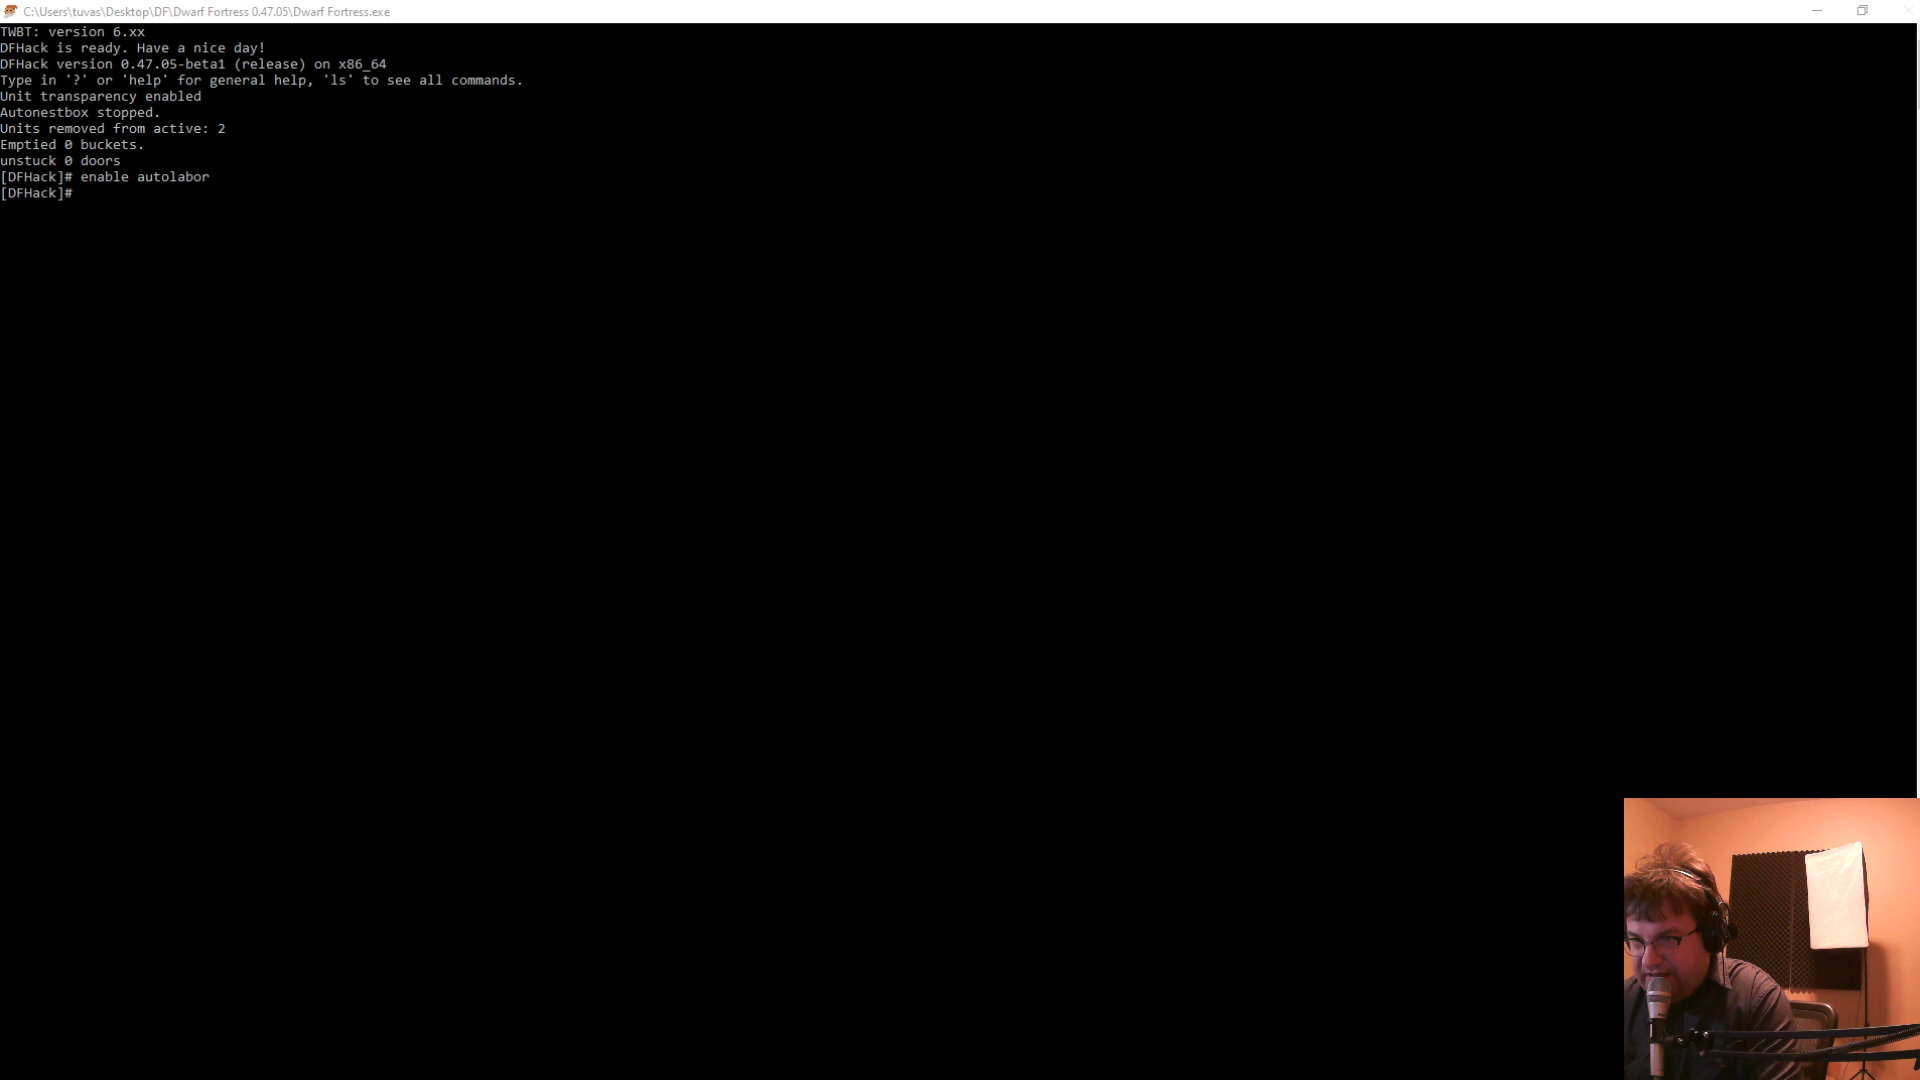 C:\Users\tuvas\Desktop\DF\Dwarf Fortress 0.47.05\Dwarf Fortress.exe
TWBT: version 6.xx
DFHack is ready. Have a nice day!
DFHack version 0.47.05-beta1 (release) on x86_64
Type in '?' or 'help' for general help, 'ls' to see all commands.
Unit transparency enabled
Autonestbox stopped.
Units removed from active: 2
Emptied 0 buckets.
unstuck 0 doors
[DFHack]# enable autolabor
[DFHack]#